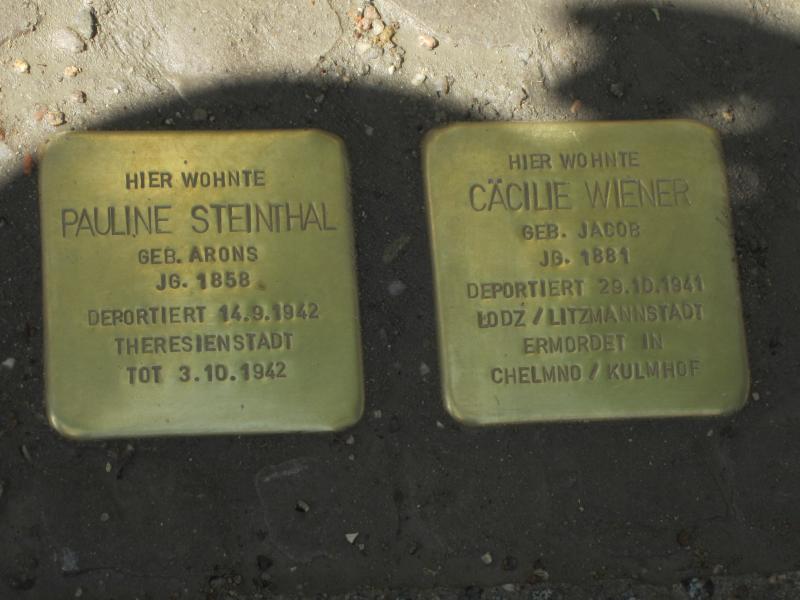 HIER WOHNTE
PAULINE STEINTHAL
GEB. ARONS
JG. 1858
DEPORTIERT 14.9.1942
THERESIENSTADT
TOT 3.10.1942
HIER WOHNTE
CÄCILIE WIENER
GEB. JACOB
JG. 1881
DEPORTIERT 29.10.1941
ŁODŹ / LITZMANNSTADT
ERMORDET IN
CHELMNO / KULMHOF